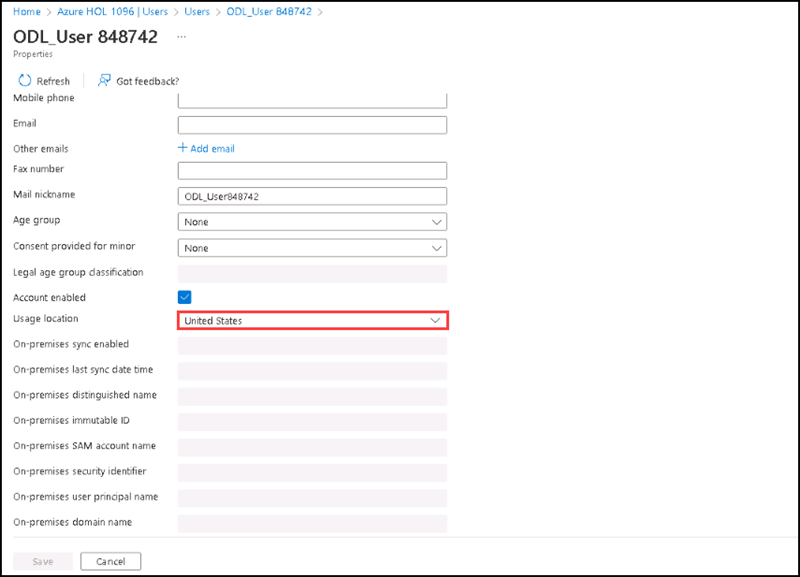 Home > Azure HOL 1096 | Users > Users > ODL_User 848742 >
ODL_User 848742 ...
Properties
Refresh Got feedback?
Mobile phone
Email
Other emails + Add email
Fax number
Mail nickname ODL_User848742
Age group None
Consent provided for minor None
Legal age group classification
Account enabled
Usage location United States
On-premises sync enabled
On-premises last sync date time
On-premises distinguished name
On-premises immutable ID
On-premises SAM account name
On-premises security identifier
On-premises user principal name
On-premises domain name
Save Cancel